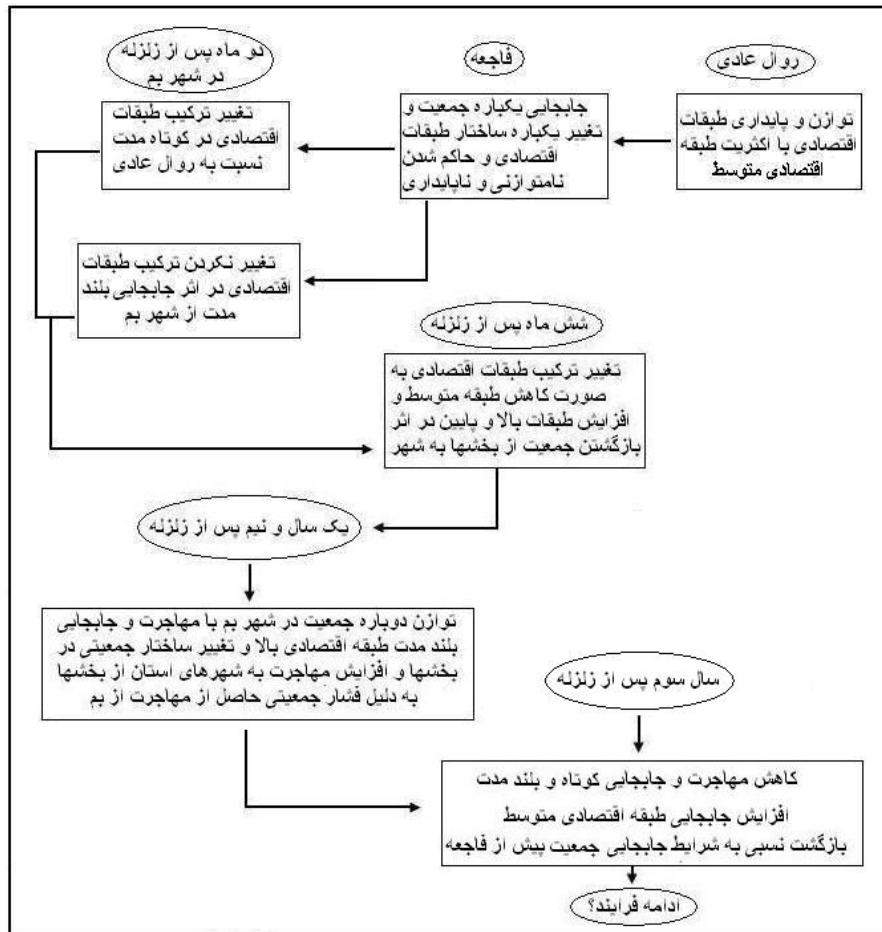 روال عادی
توازن و پایداری طبقات
اقتصادی با اکثریت طبقه
اقتصادی متوسط
فاجعه
جابجایی یکباره جمعیت و
تغییر یکباره ساختار طبقات
اقتصادی و حاکم شدن
نامتوازنی و ناپایداری
دو ماه پس از زلزله
در شهر بم
تغییر ترکیب طبقات
اقتصادی در کوتاه مدت
نسبت به روال عادی
تغییر نکردن ترکیب طبقات
اقتصادی در اثر جابجایی بلند
مدت از شهر بم
شش ماه پس از زلزله
تغییر ترکیب طبقات اقتصادی به
صورت کاهش طبقه متوسط و
افزایش طبقات بالا و پایین در اثر
بازگشتن جمعیت از بخشها به شهر
یک سال و نیم پس از زلزله
توازن دوباره جمعیت در شهر بم با مهاجرت و جابجایی
بلند مدت طبقه اقتصادی بالا و تغییر ساختار جمعیتی در
بخشها و افزایش مهاجرت به شهرهای استان از بخشها
به دلیل فشار جمعیتی حاصل از مهاجرت از بم
سال سوم پس از زلزله
کاهش مهاجرت و جابجایی کوتاه و بلند مدت
افزایش جابجایی طبقه اقتصادی متوسط
بازگشت نسبی به شرایط جابجایی جمعیت پیش از فاجعه
ادامه فرایند؟